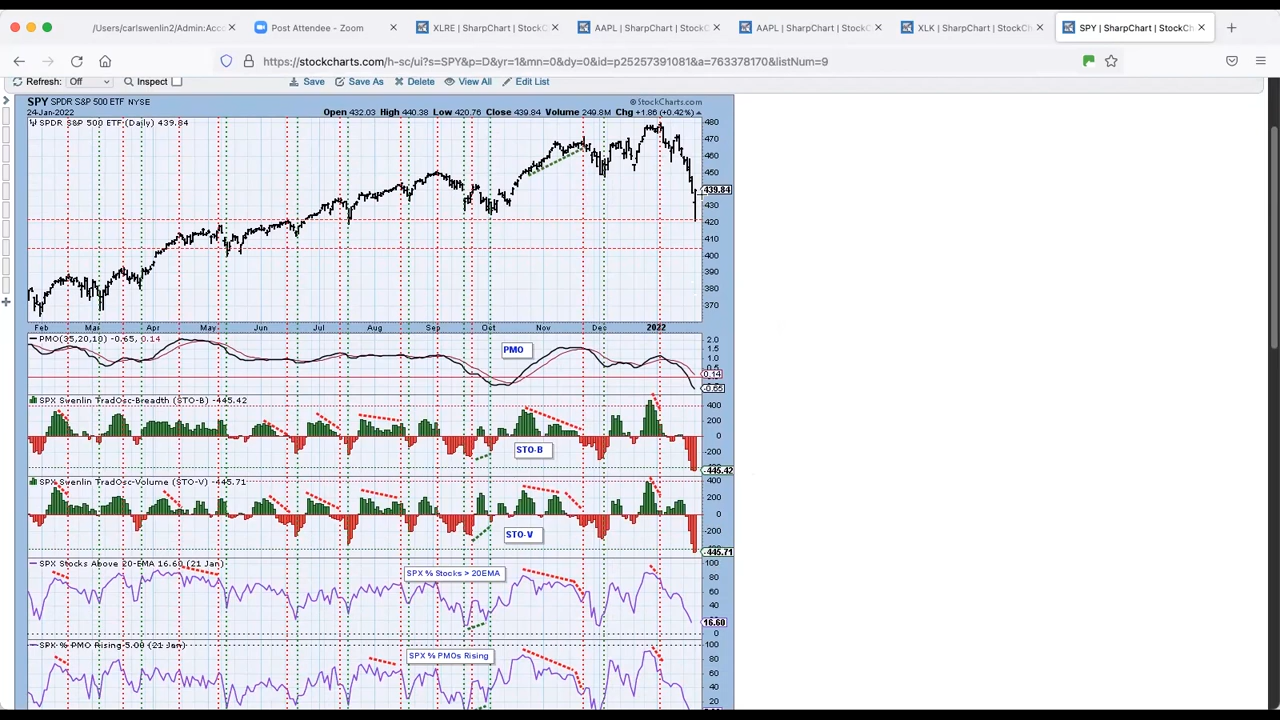 /Users/carlswenlin2/Admin:Acco
Post Attendee - Zoom
XLRE | SharpChart | StockC
AAPL | SharpChart | StockCh
AAPL | SharpChart | StockCh
XLK | SharpChart | StockCh
SPY | SharpChart | StockCh
https://stockcharts.com/h-sc/ui?s=SPY&p=D&yr=1&mn=0&dy=0&id=p25257391081&a=763378170&listNum=9
Refresh: Off Inspect Save Save As Delete View All Edit List
SPY SPDR S&P 500 ETF NYSE © StockCharts.com
24-Jan-2022 Open 432.03 High 440.38 Low 420.76 Close 439.84 Volume 249.8M Chg +1.86 (+0.42%)
SPDR S&P 500 ETF (Daily) 439.84
480
460
450
439.84
430
420
410
400
390
380
370
Feb Mar Apr May Jun Jul Aug Sep Oct Nov Dec 2022
PMO(35,20,10) -0.65, 0.14
PMO
2.0
1.5
1.0
0.5
0.14
-0.65
SPX Swenlin TradOsc-Breadth (STO-B) -445.42
STO-B
400
200
0
-200
-445.42
SPX Swenlin TradOsc-Volume (STO-V) -445.71
STO-V
400
200
0
-200
-445.71
SPX Stocks Above 20-EMA 16.60 (21 Jan)
SPX % Stocks > 20EMA
100
80
60
40
16.60
0
SPX % PMO Rising 5.00 (21 Jan)
SPX % PMOs Rising
100
80
60
40
20